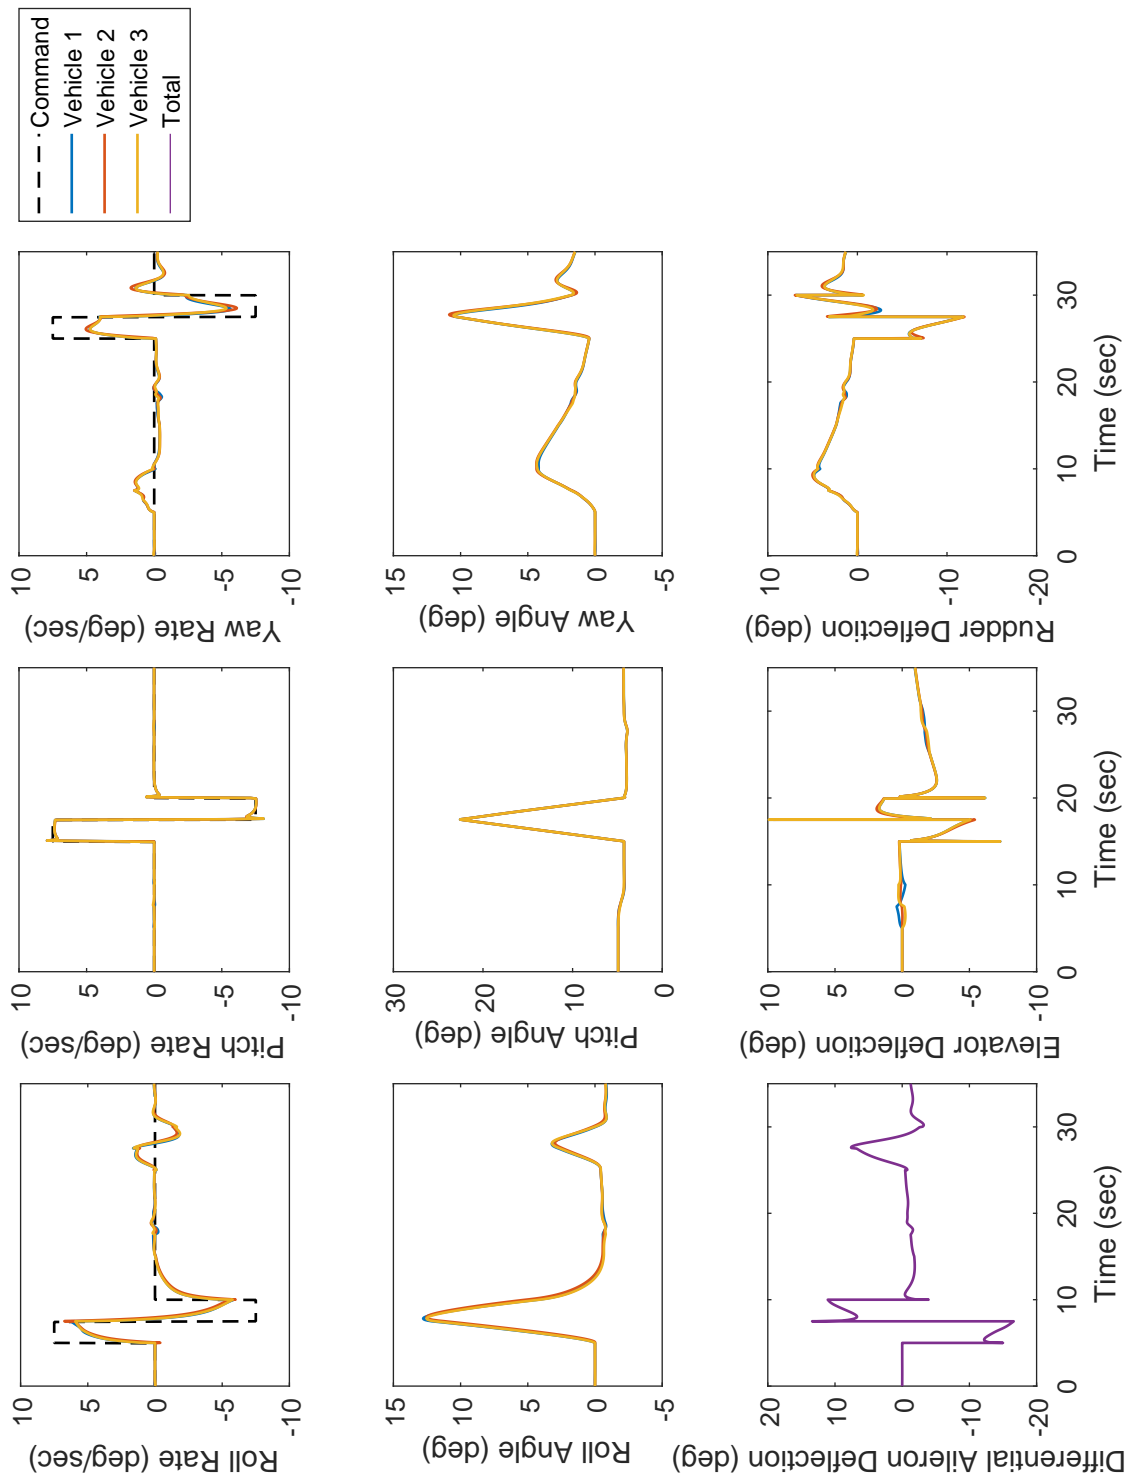 Roll Rate (deg/sec)
10
5
0
-5
-10
Pitch Rate (deg/sec)
10
5
0
-5
-10
Yaw Rate (deg/sec)
10
5
0
-5
-10
Command
Vehicle 1
Vehicle 2
Vehicle 3
Total
Roll Angle (deg)
15
10
5
0
-5
Pitch Angle (deg)
30
20
10
0
Yaw Angle (deg)
15
10
5
0
-5
Differential Aileron Deflection (deg)
20
10
0
-10
-20
0 10 20 30
Time (sec)
Elevator Deflection (deg)
10
5
0
-5
-10
0 10 20 30
Time (sec)
Rudder Deflection (deg)
10
0
-10
-20
0 10 20 30
Time (sec)